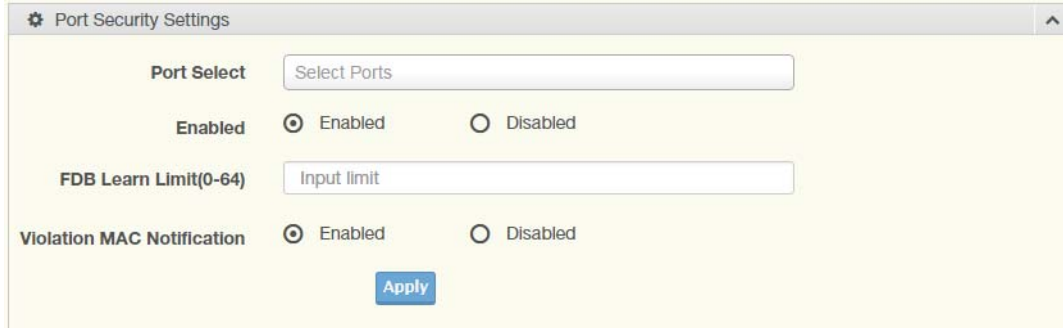 Port Security Settings
Port Select Select Ports
Enabled Enabled Disabled
FDB Learn Limit(0-64) Input limit
Violation MAC Notification Enabled Disabled
Apply